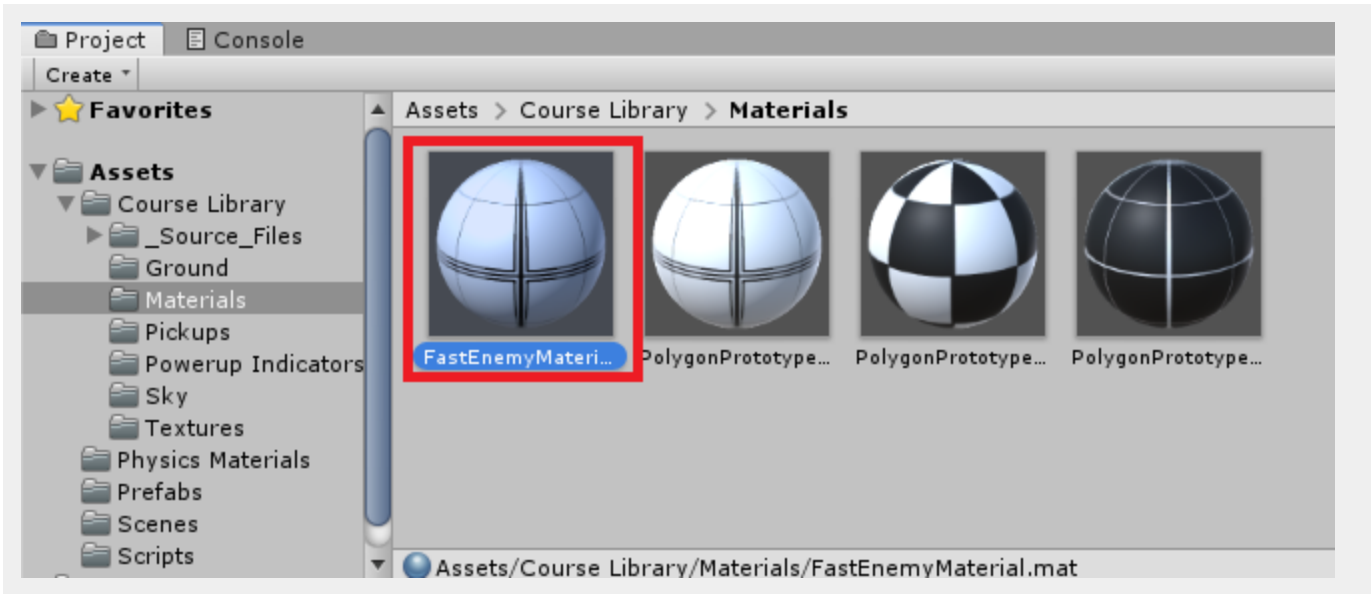 Project Console
Create
Favorites
Assets > Course Library > Materials
Assets
Course Library
_Source_Files
Ground
Materials
Pickups
Powerup Indicators
Sky
Textures
Physics Materials
Prefabs
Scenes
Scripts
FastEnemyMateri... PolygonPrototype... PolygonPrototype... PolygonPrototype...
Assets/Course Library/Materials/FastEnemyMaterial.mat